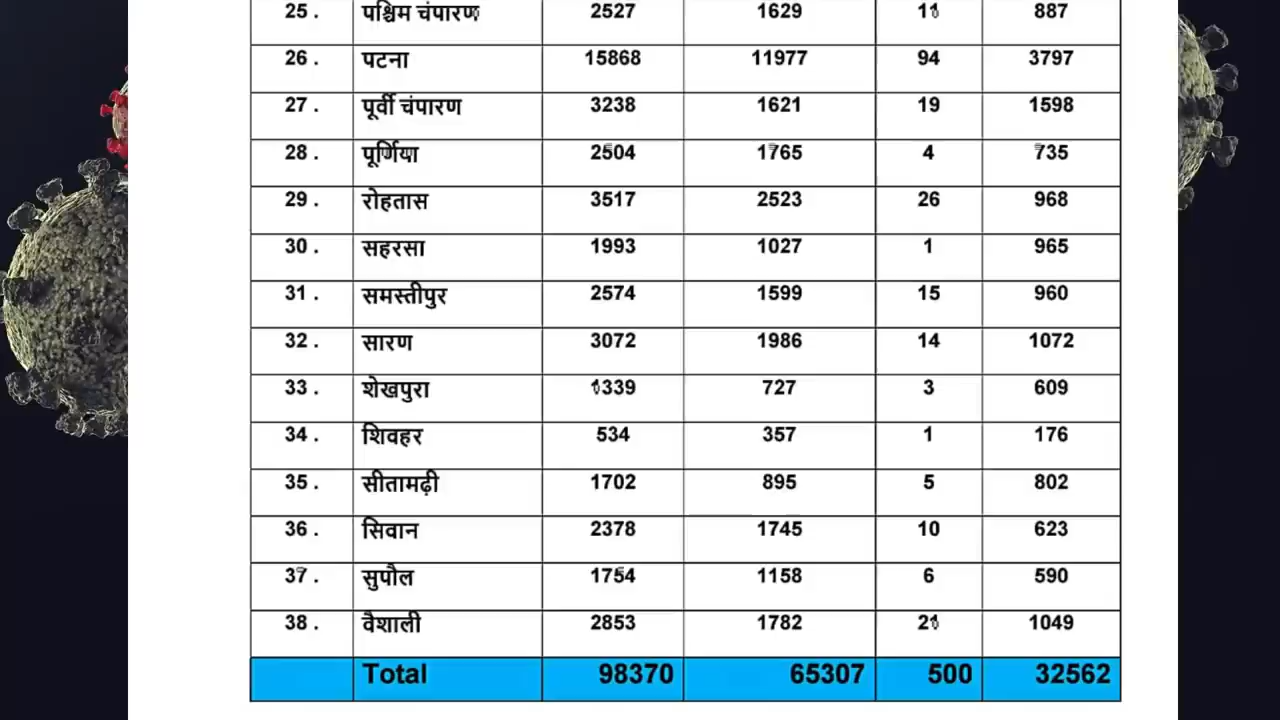 25 . पश्चिम चंपारण 2527 1629 11 887
26 . पटना 15868 11977 94 3797
27 . पूर्वी चंपारण 3238 1621 19 1598
28 . पूर्णिया 2504 1765 4 735
29 . रोहतास 3517 2523 26 968
30 . सहरसा 1993 1027 1 965
31 . समस्तीपुर 2574 1599 15 960
32 . सारण 3072 1986 14 1072
33 . शेखपुरा 1339 727 3 609
34 . शिवहर 534 357 1 176
35 . सीतामढ़ी 1702 895 5 802
36 . सिवान 2378 1745 10 623
37 . सुपौल 1754 1158 6 590
38 . वैशाली 2853 1782 21 1049
Total 98370 65307 500 32562